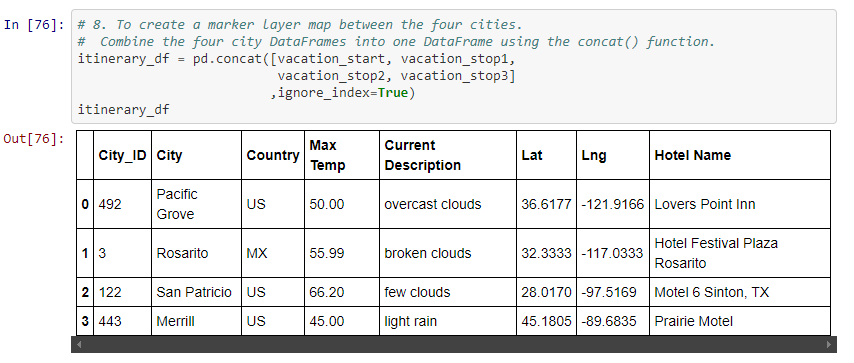 In [76]: # 8. To create a marker layer map between the four cities.
#  Combine the four city DataFrames into one DataFrame using the concat() function.
itinerary_df = pd.concat([vacation_start, vacation_stop1,
                          vacation_stop2, vacation_stop3]
                         ,ignore_index=True)
itinerary_df
Out[76]:
City_ID City Country Max Temp Current Description Lat Lng Hotel Name
0 492 Pacific Grove US 50.00 overcast clouds 36.6177 -121.9166 Lovers Point Inn
1 3 Rosarito MX 55.99 broken clouds 32.3333 -117.0333 Hotel Festival Plaza Rosarito
2 122 San Patricio US 66.20 few clouds 28.0170 -97.5169 Motel 6 Sinton, TX
3 443 Merrill US 45.00 light rain 45.1805 -89.6835 Prairie Motel